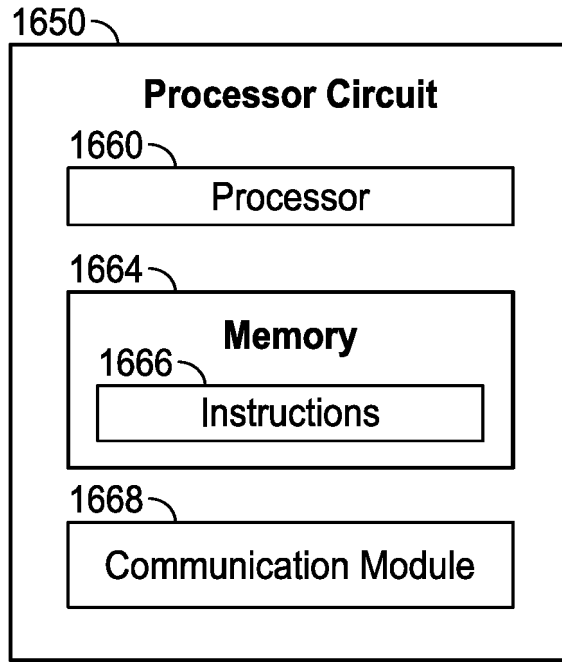 1650
Processor Circuit
1660
Processor
1664
Memory
1666
Instructions
1668
Communication Module